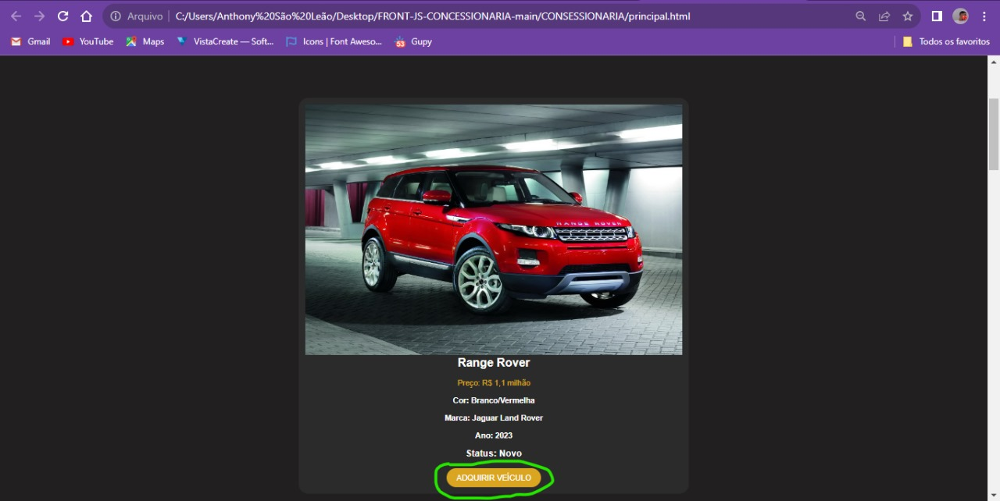 Arquivo C:/Users/Anthony%20São%20Leão/Desktop/FRONT-JS-CONCESSIONARIA-main/CONSESSIONARIA/principal.html
Gmail YouTube Maps VistaCreate — Soft... Icons | Font Aweso... 53 Gupy Todos os favoritos
RANGE ROVER
Range Rover
Preço: R$ 1,1 milhão
Cor: Branco/Vermelha
Marca: Jaguar Land Rover
Ano: 2023
Status: Novo
ADQUIRIR VEÍCULO